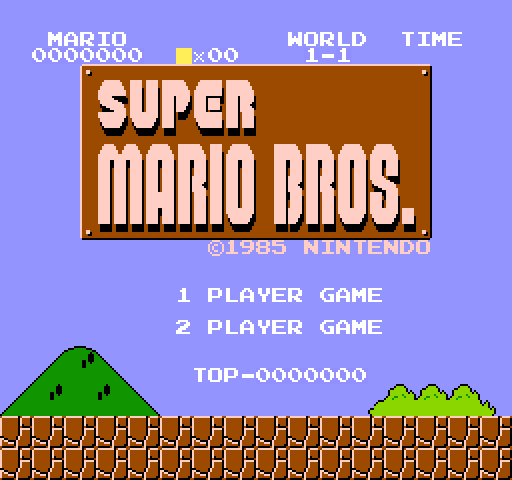 MARIO WORLD TIME
0000000 ×00 1-1
SUPER
MARIO BROS.
©1985 NINTENDO
1 PLAYER GAME
2 PLAYER GAME
TOP-0000000